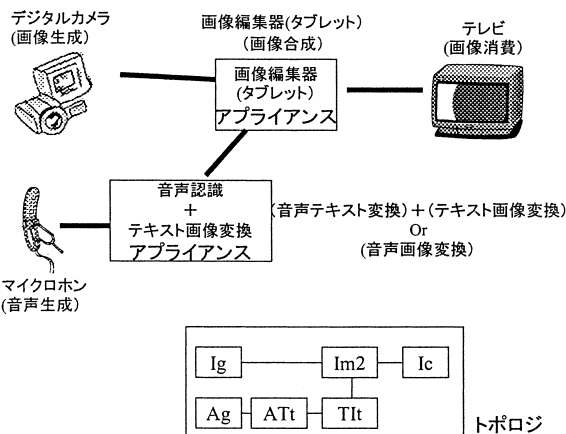 デジタルカメラ
(画像生成)
画像編集器(タブレット)
(画像合成)
テレビ
(画像消費)
画像編集器
(タブレット)
アプライアンス
音声認識
+
テキスト画像変換
アプライアンス
(音声テキスト変換)+(テキスト画像変換)
Or
(音声画像変換)
マイクロホン
(音声生成)
Ig
Im2
Ic
Ag
ATt
TIt
トポロジ